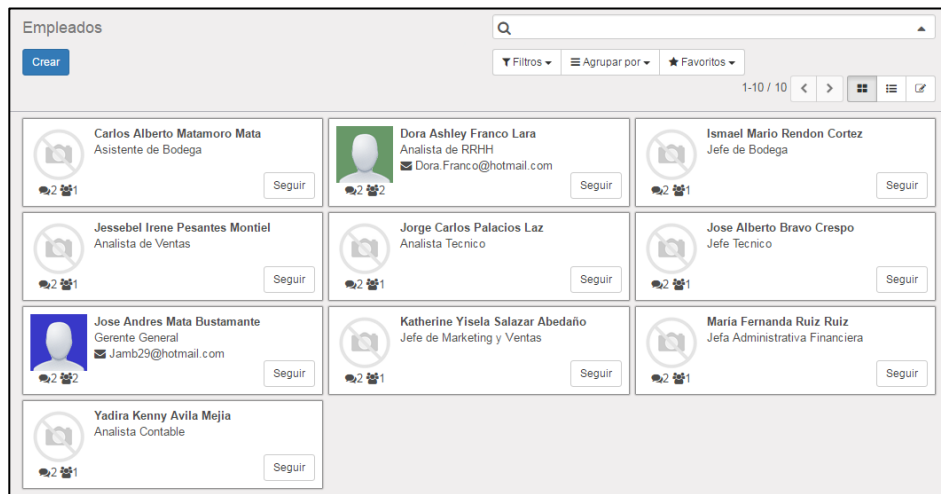 Empleados
Crear
Filtros
Agrupar por
Favoritos
1-10 / 10
Carlos Alberto Matamoro Mata
Asistente de Bodega
2 1
Seguir
Dora Ashley Franco Lara
Analista de RRHH
Dora.Franco@hotmail.com
2 2
Seguir
Ismael Mario Rendon Cortez
Jefe de Bodega
2 1
Seguir
Jessebel Irene Pesantes Montiel
Analista de Ventas
2 1
Seguir
Jorge Carlos Palacios Laz
Analista Tecnico
2 1
Seguir
Jose Alberto Bravo Crespo
Jefe Tecnico
2 1
Seguir
Jose Andres Mata Bustamante
Gerente General
Jamb29@hotmail.com
2 2
Seguir
Katherine Yisela Salazar Abedaño
Jefe de Marketing y Ventas
2 1
Seguir
María Fernanda Ruiz Ruiz
Jefa Administrativa Financiera
2 1
Seguir
Yadira Kenny Avila Mejia
Analista Contable
2 1
Seguir